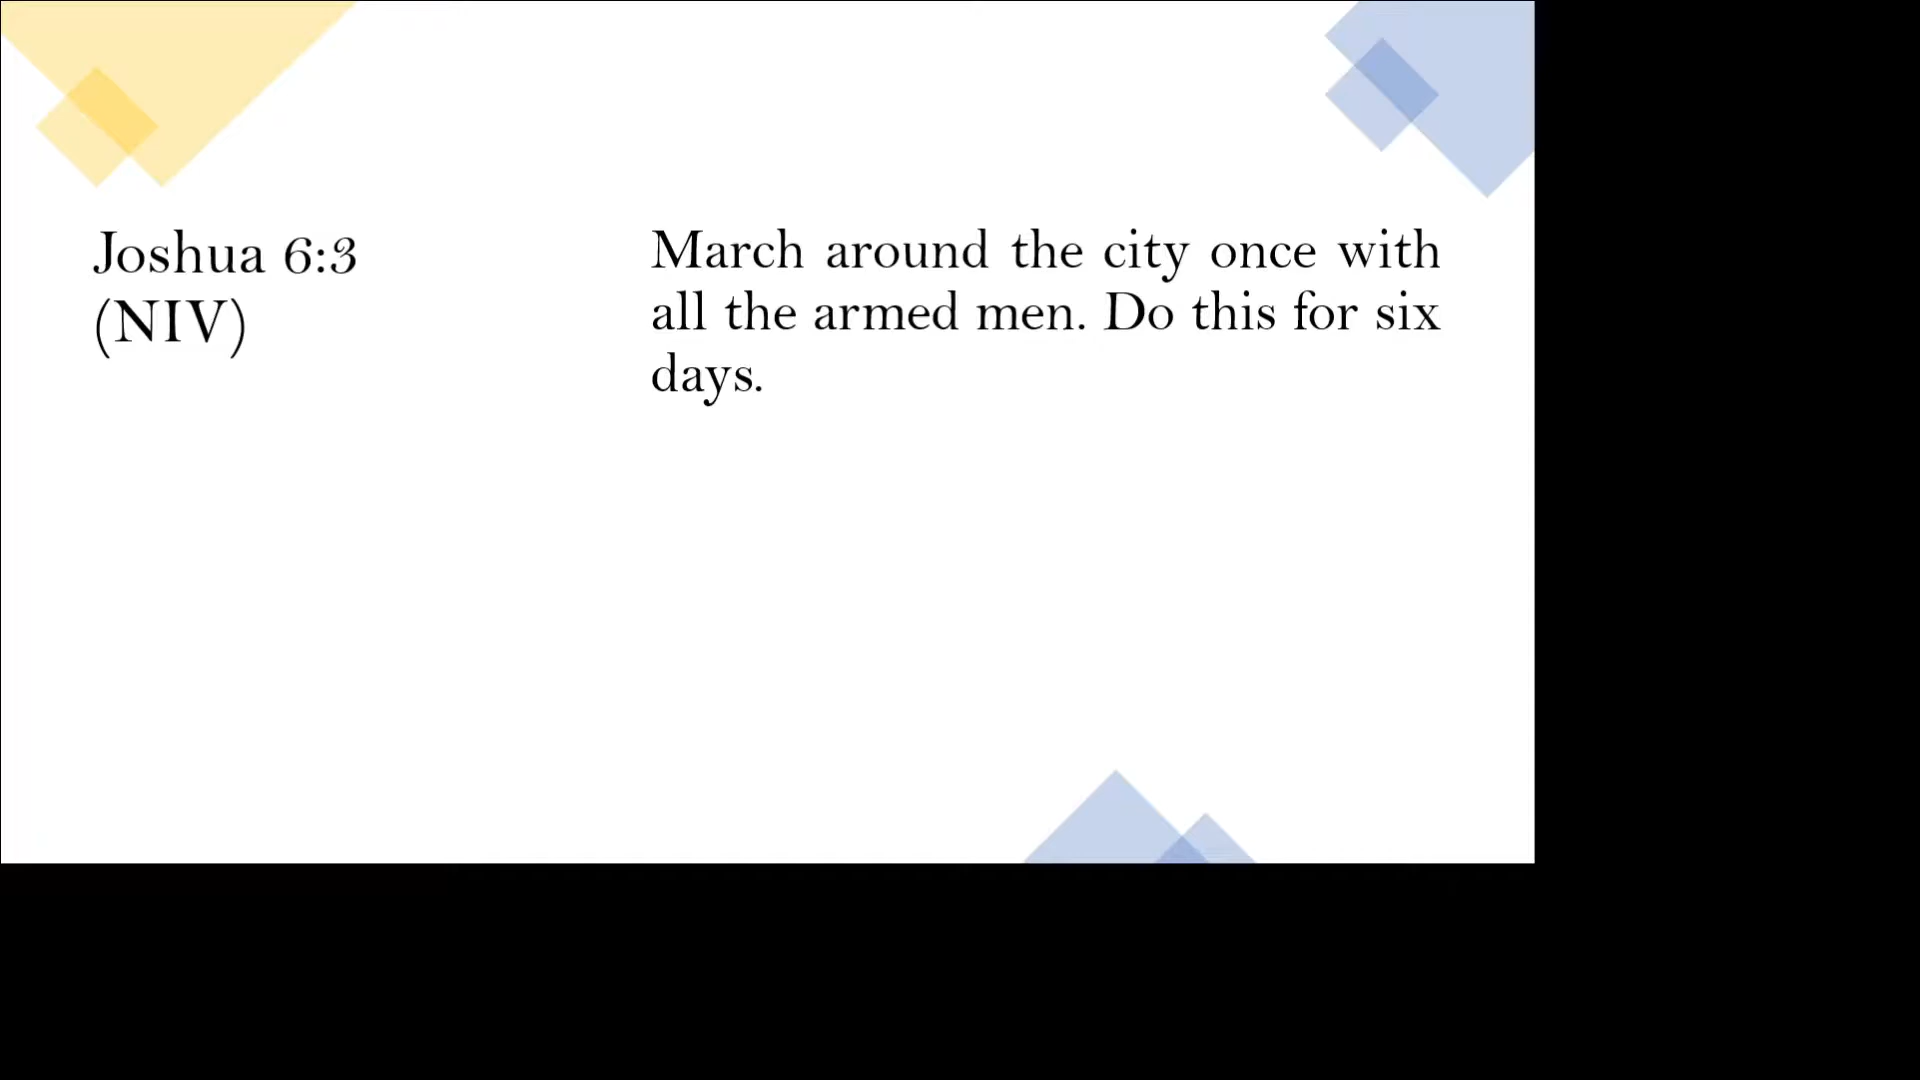 Joshua 6:3
(NIV)
March around the city once with
all the armed men. Do this for six
days.